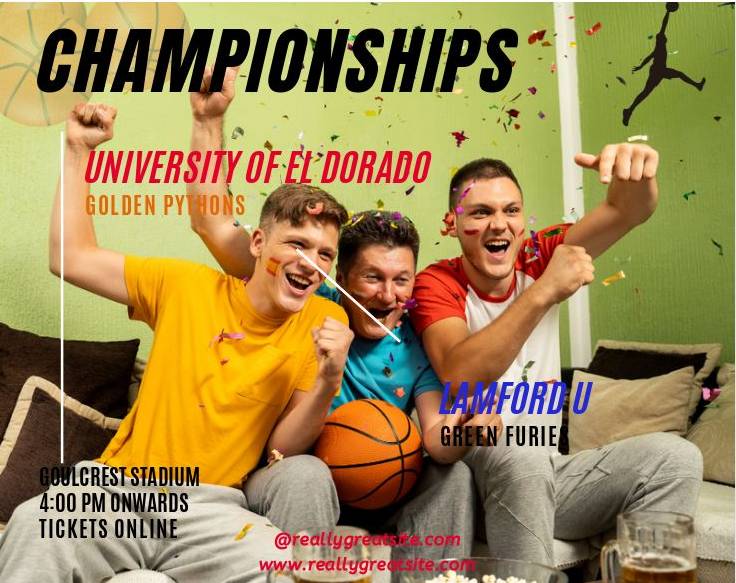 CHAMPIONSHIPS
UNIVERSITY OF EL DORADO
GOLDEN PYTHONS
LAMFORD U
GREEN FURIES
GOULCREST STADIUM
4:00 PM ONWARDS
TICKETS ONLINE
@reallygreatsite.com
www.reallygreatsite.com